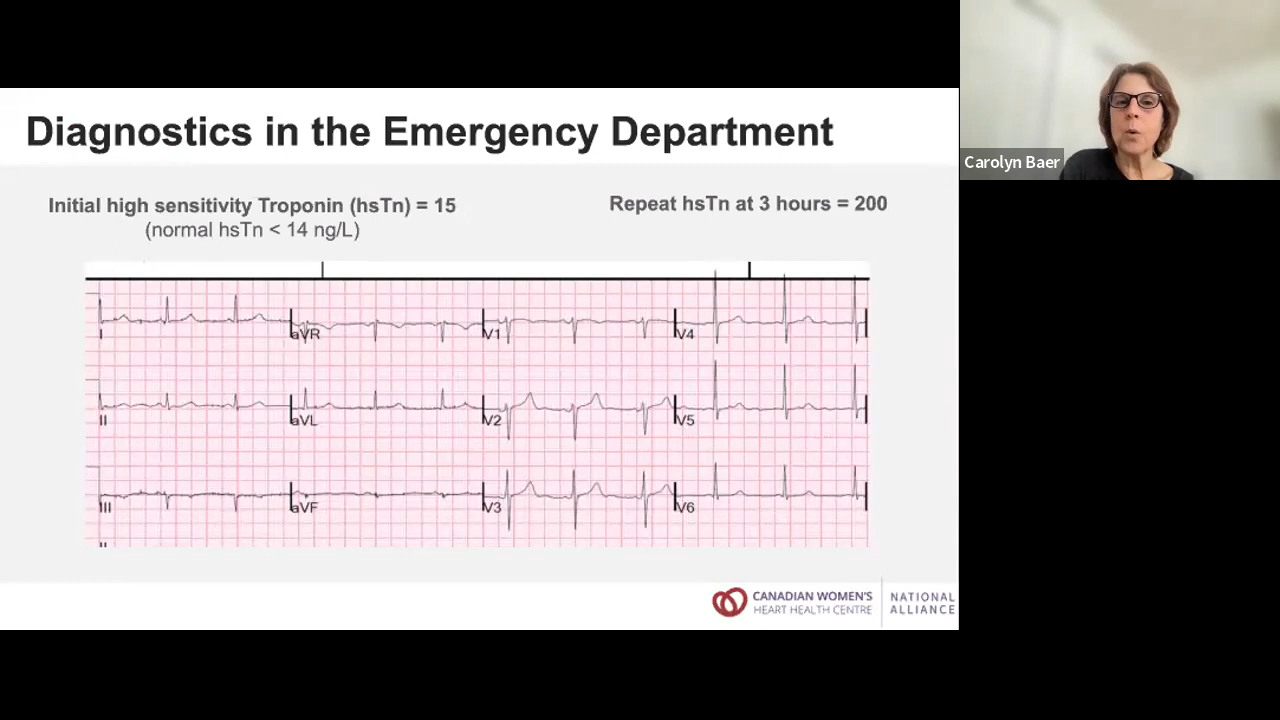 Diagnostics in the Emergency Department
Carolyn Baer
Initial high sensitivity Troponin (hsTn) = 15
(normal hsTn < 14 ng/L)
Repeat hsTn at 3 hours = 200
I
aVR
V1
V4
II
aVL
V2
V5
III
aVF
V3
V6
II
CANADIAN WOMEN'S
HEART HEALTH CENTRE
NATIONAL
ALLIANCE